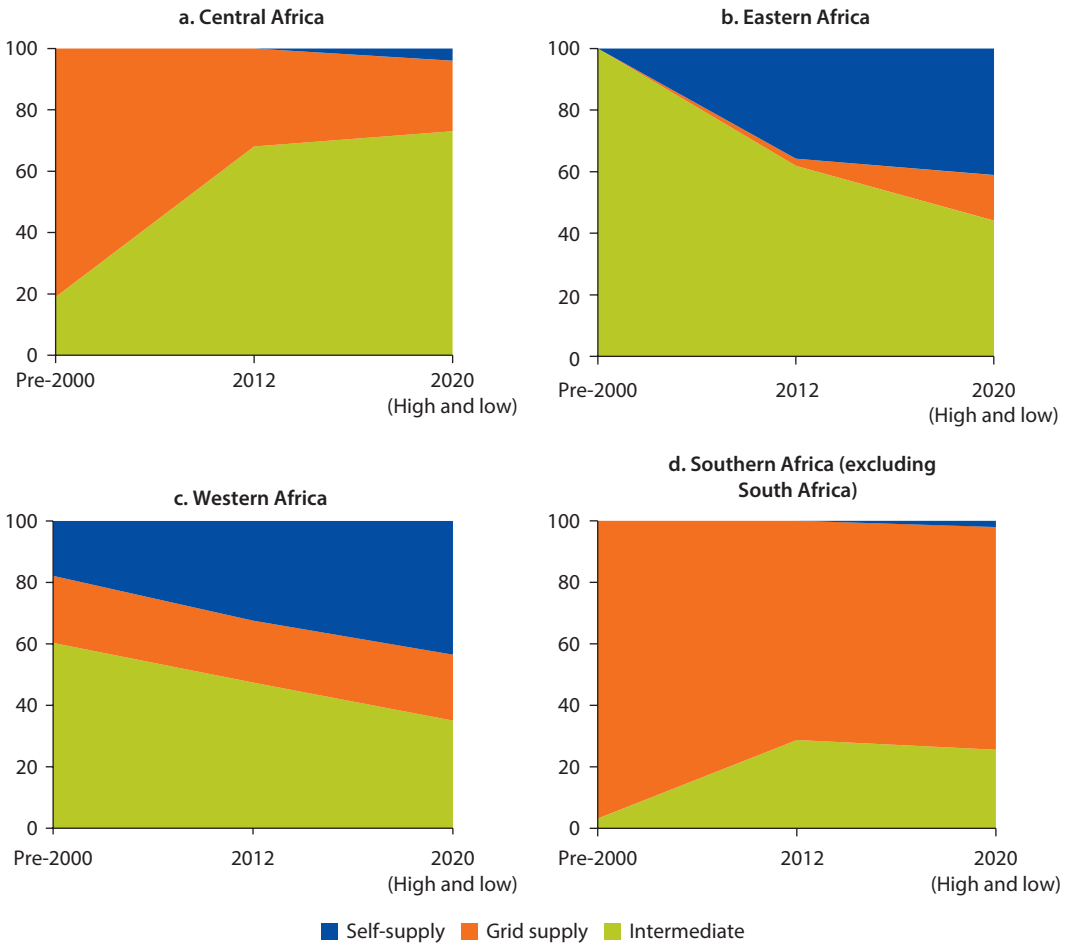 a. Central Africa
100
80
60
40
20
0
Pre-2000
2012
2020
(High and low)
b. Eastern Africa
100
80
60
40
20
0
Pre-2000
2012
2020
(High and low)
c. Western Africa
100
80
60
40
20
0
Pre-2000
2012
2020
(High and low)
d. Southern Africa (excluding
South Africa)
100
80
60
40
20
0
Pre-2000
2012
2020
(High and low)
Self-supply Grid supply Intermediate